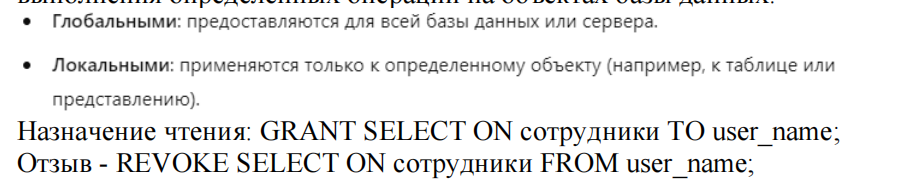 выполнения определенных операций на объектах базы данных.
• Глобальными: предоставляются для всей базы данных или сервера.
• Локальными: применяются только к определенному объекту (например, к таблице или
представлению).
Назначение чтения: GRANT SELECT ON сотрудники TO user_name;
Отзыв - REVOKE SELECT ON сотрудники FROM user_name;